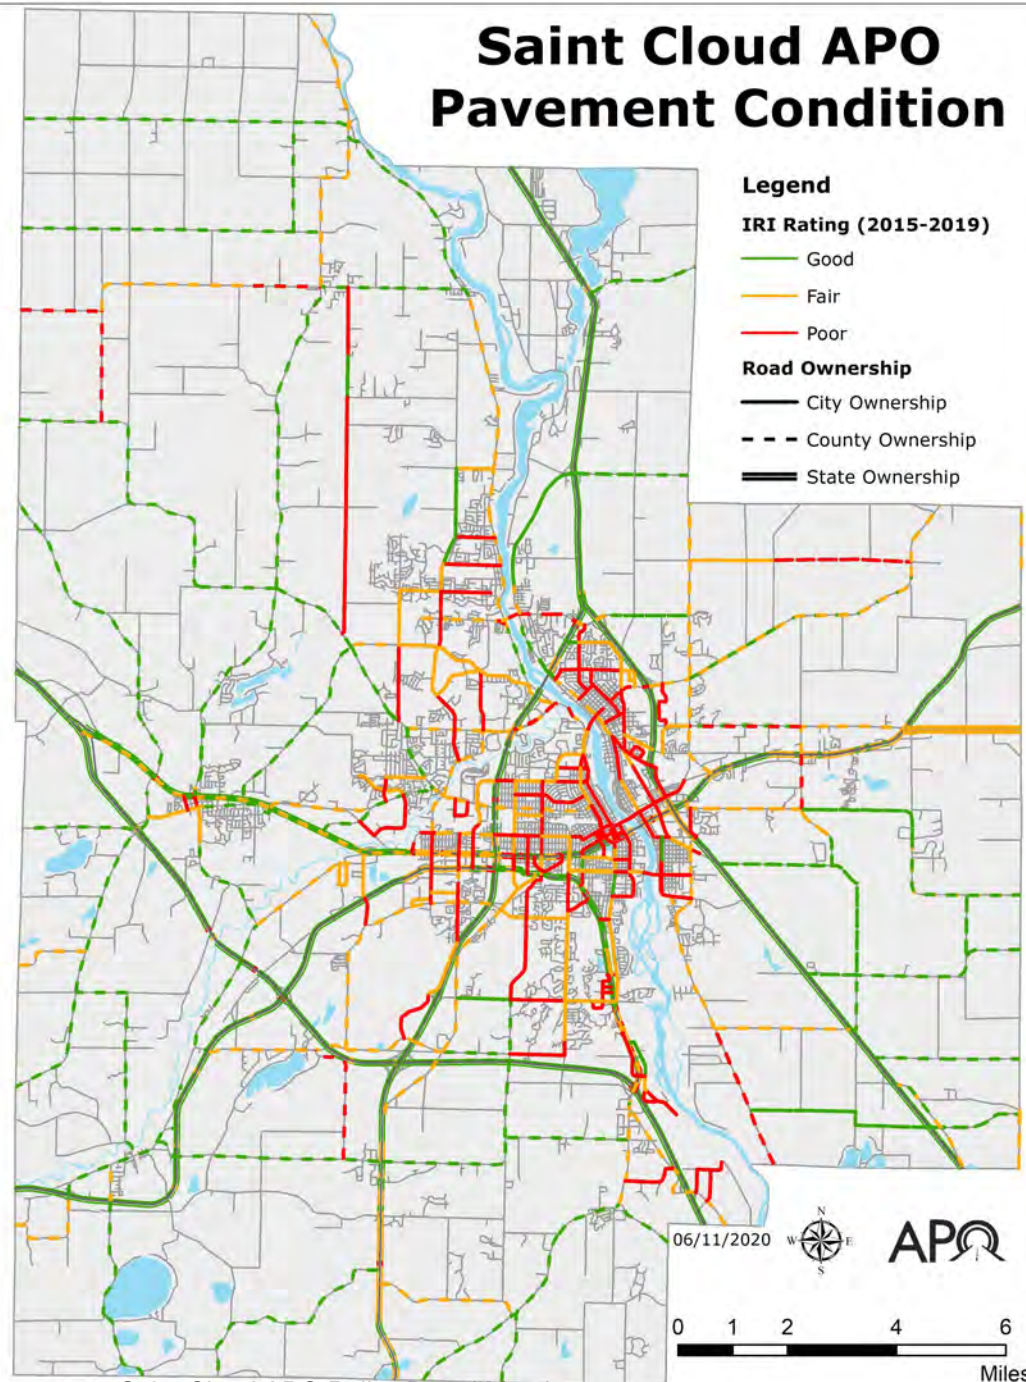 Saint Cloud APO
Pavement Condition
Legend
IRI Rating (2015-2019)
Good
Fair
Poor
Road Ownership
City Ownership
County Ownership
State Ownership
06/11/2020
N
W E
S
APO
0 1 2 4 6
Miles